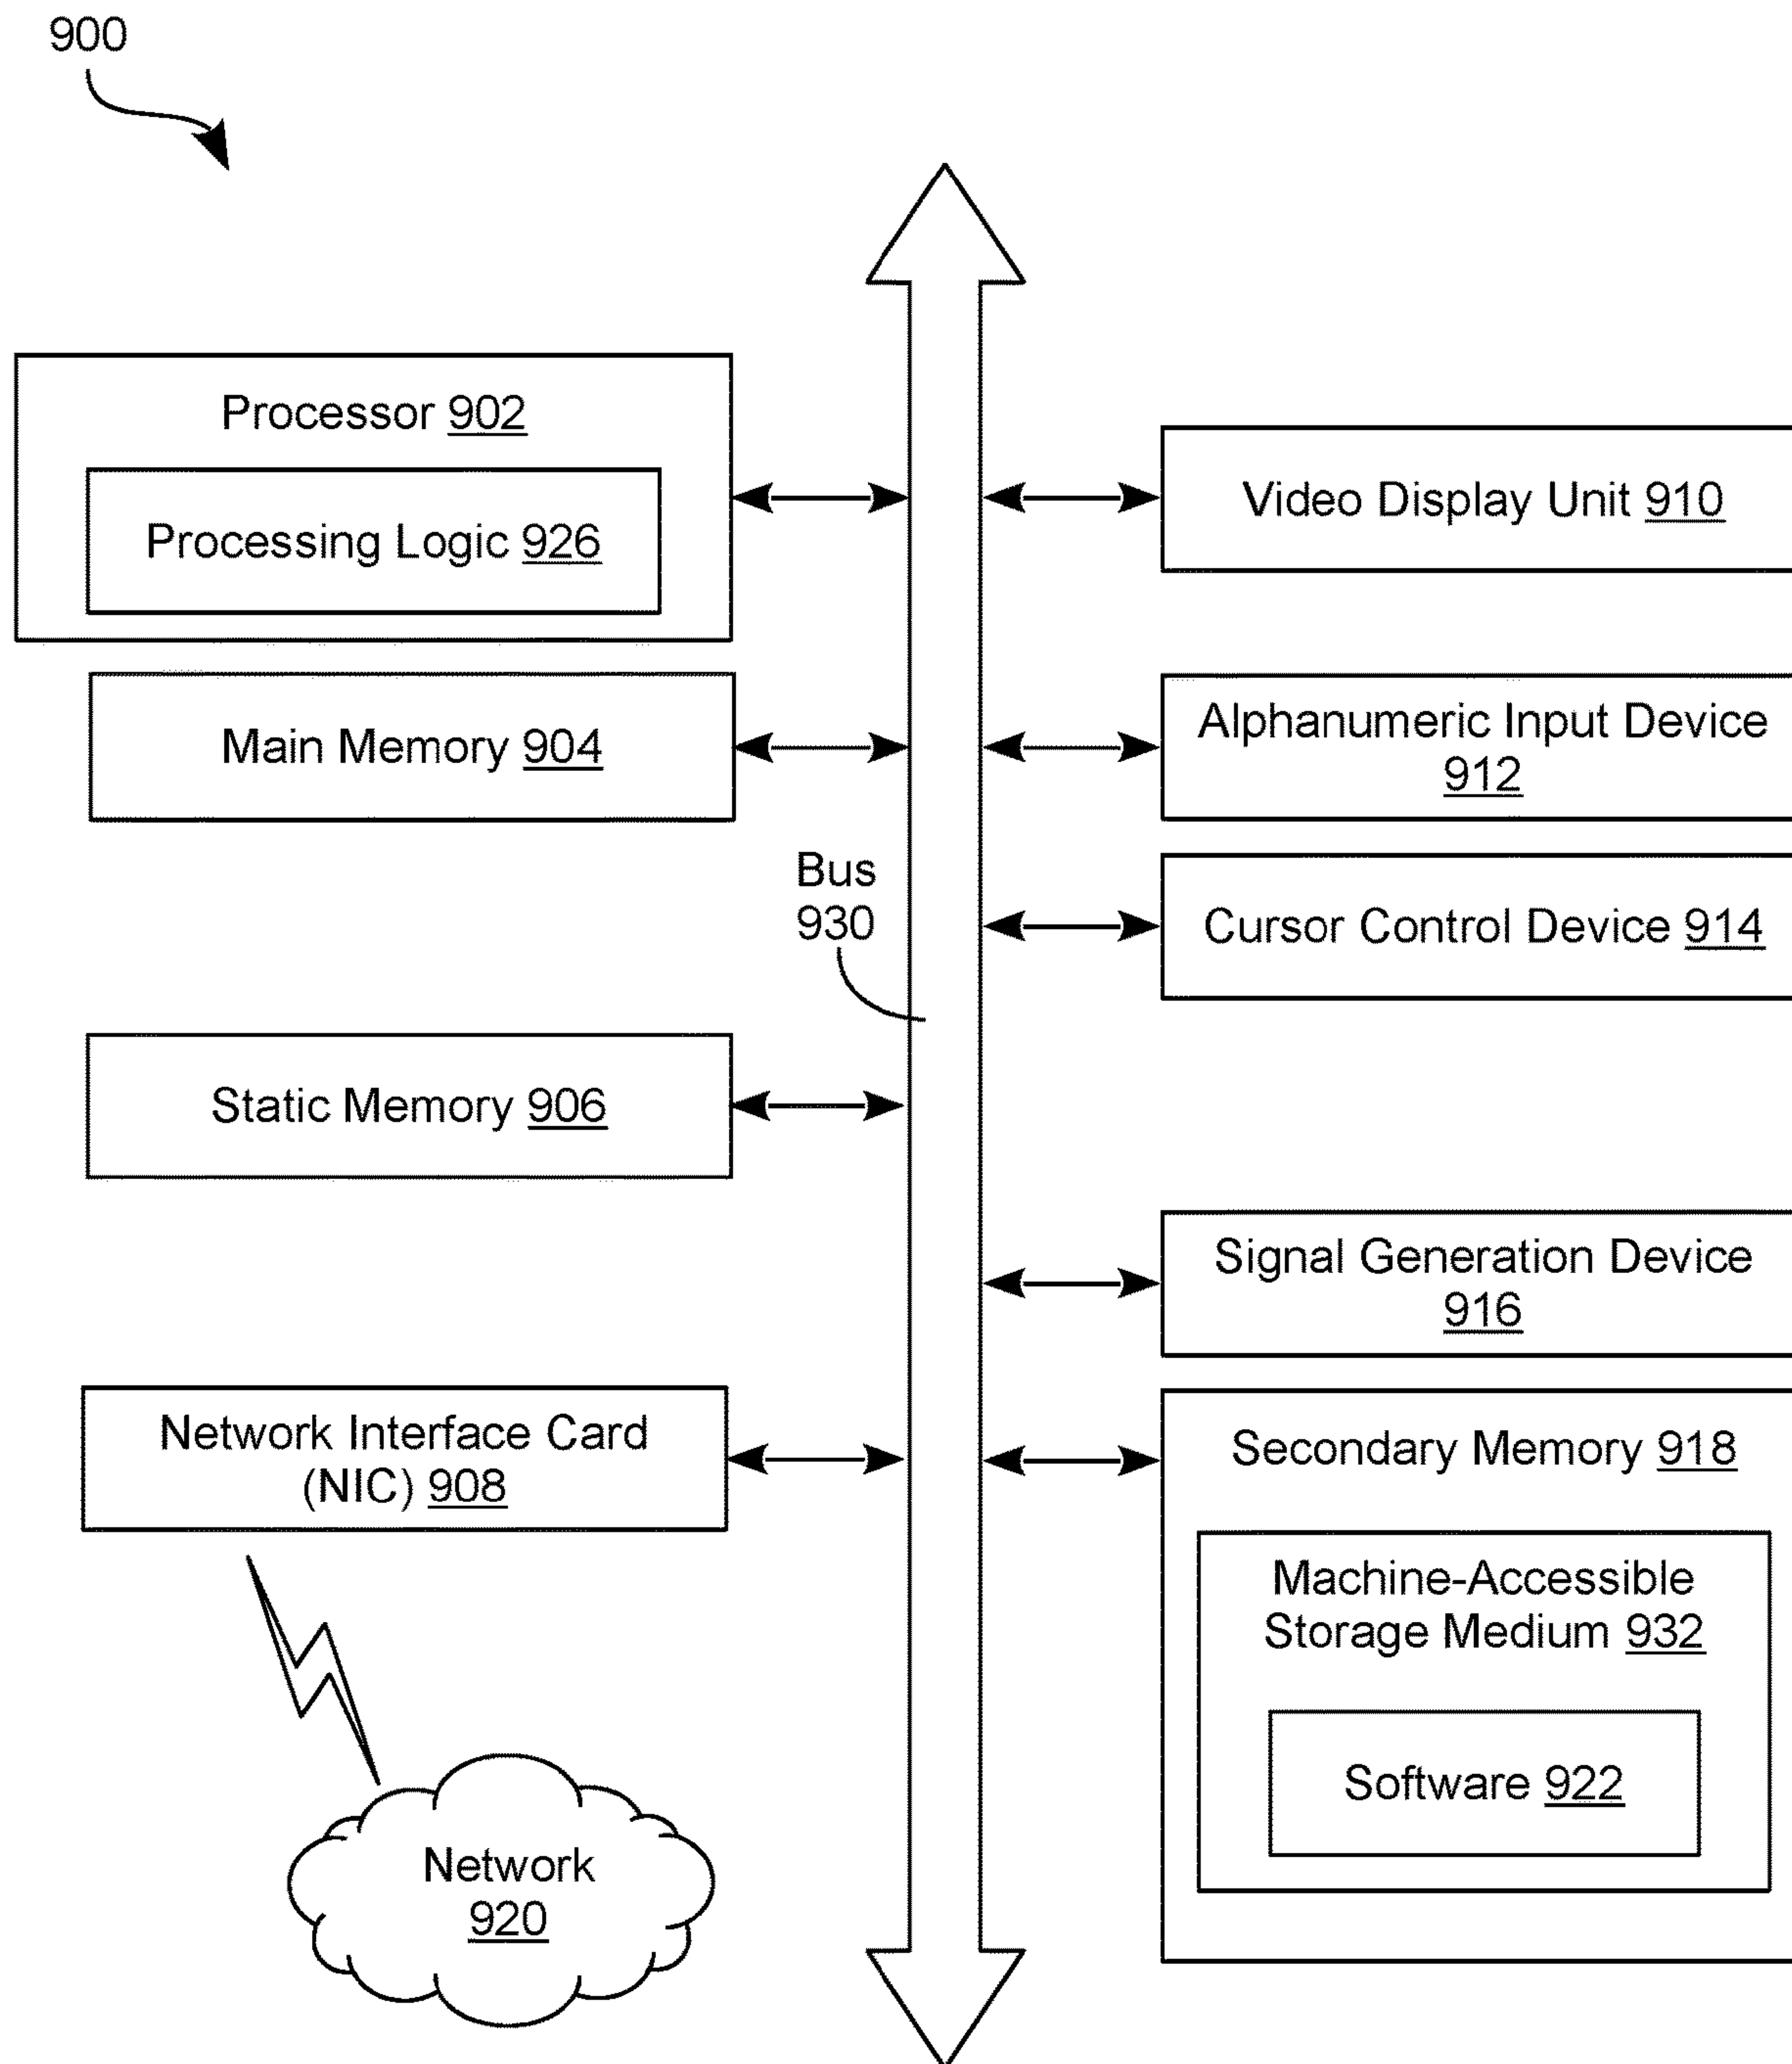 900
Processor 902
Processing Logic 926
Main Memory 904
Bus
930
Static Memory 906
Network Interface Card
(NIC) 908
Network
920
Video Display Unit 910
Alphanumeric Input Device
912
Cursor Control Device 914
Signal Generation Device
916
Secondary Memory 918
Machine-Accessible
Storage Medium 932
Software 922